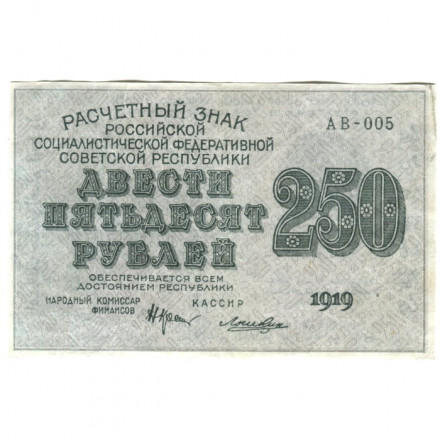 РАСЧЕТНЫЙ ЗНАК
РОССИЙСКОЙ
СОЦИАЛИСТИЧЕСКОЙ ФЕДЕРАТИВНОЙ
СОВЕТСКОЙ РЕСПУБЛИКИ
АВ-005
ДВЕСТИ
ПЯТЬДЕСЯТ
РУБЛЕЙ
250
ОБЕСПЕЧИВАЕТСЯ ВСЕМ
ДОСТОЯНИЕМ РЕСПУБЛИКИ
НАРОДНЫЙ КОМИССАР
ФИНАНСОВ
КАССИР
1919